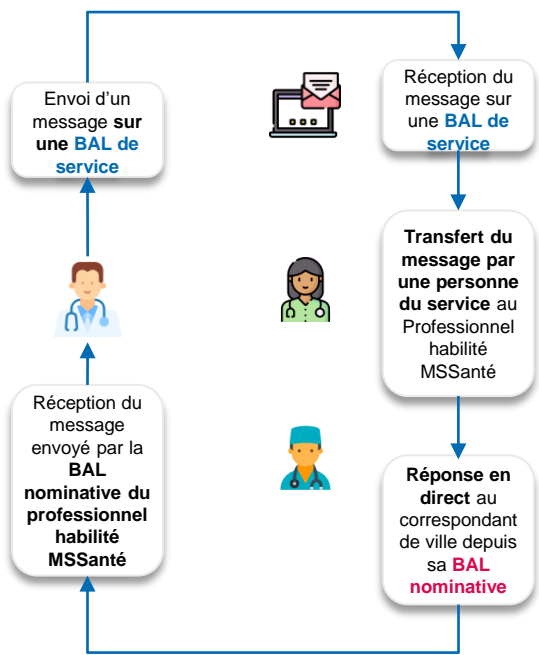 Envoi d’un
message sur
une BAL de
service
Réception du
message sur
une BAL de
service
Transfert du
message par
une personne
du service au
Professionnel
habilité
MSSanté
Réponse en
direct au
correspondant
de ville depuis
sa BAL
nominative
Réception du
message
envoyé par la
BAL
nominative du
professionnel
habilité
MSSanté